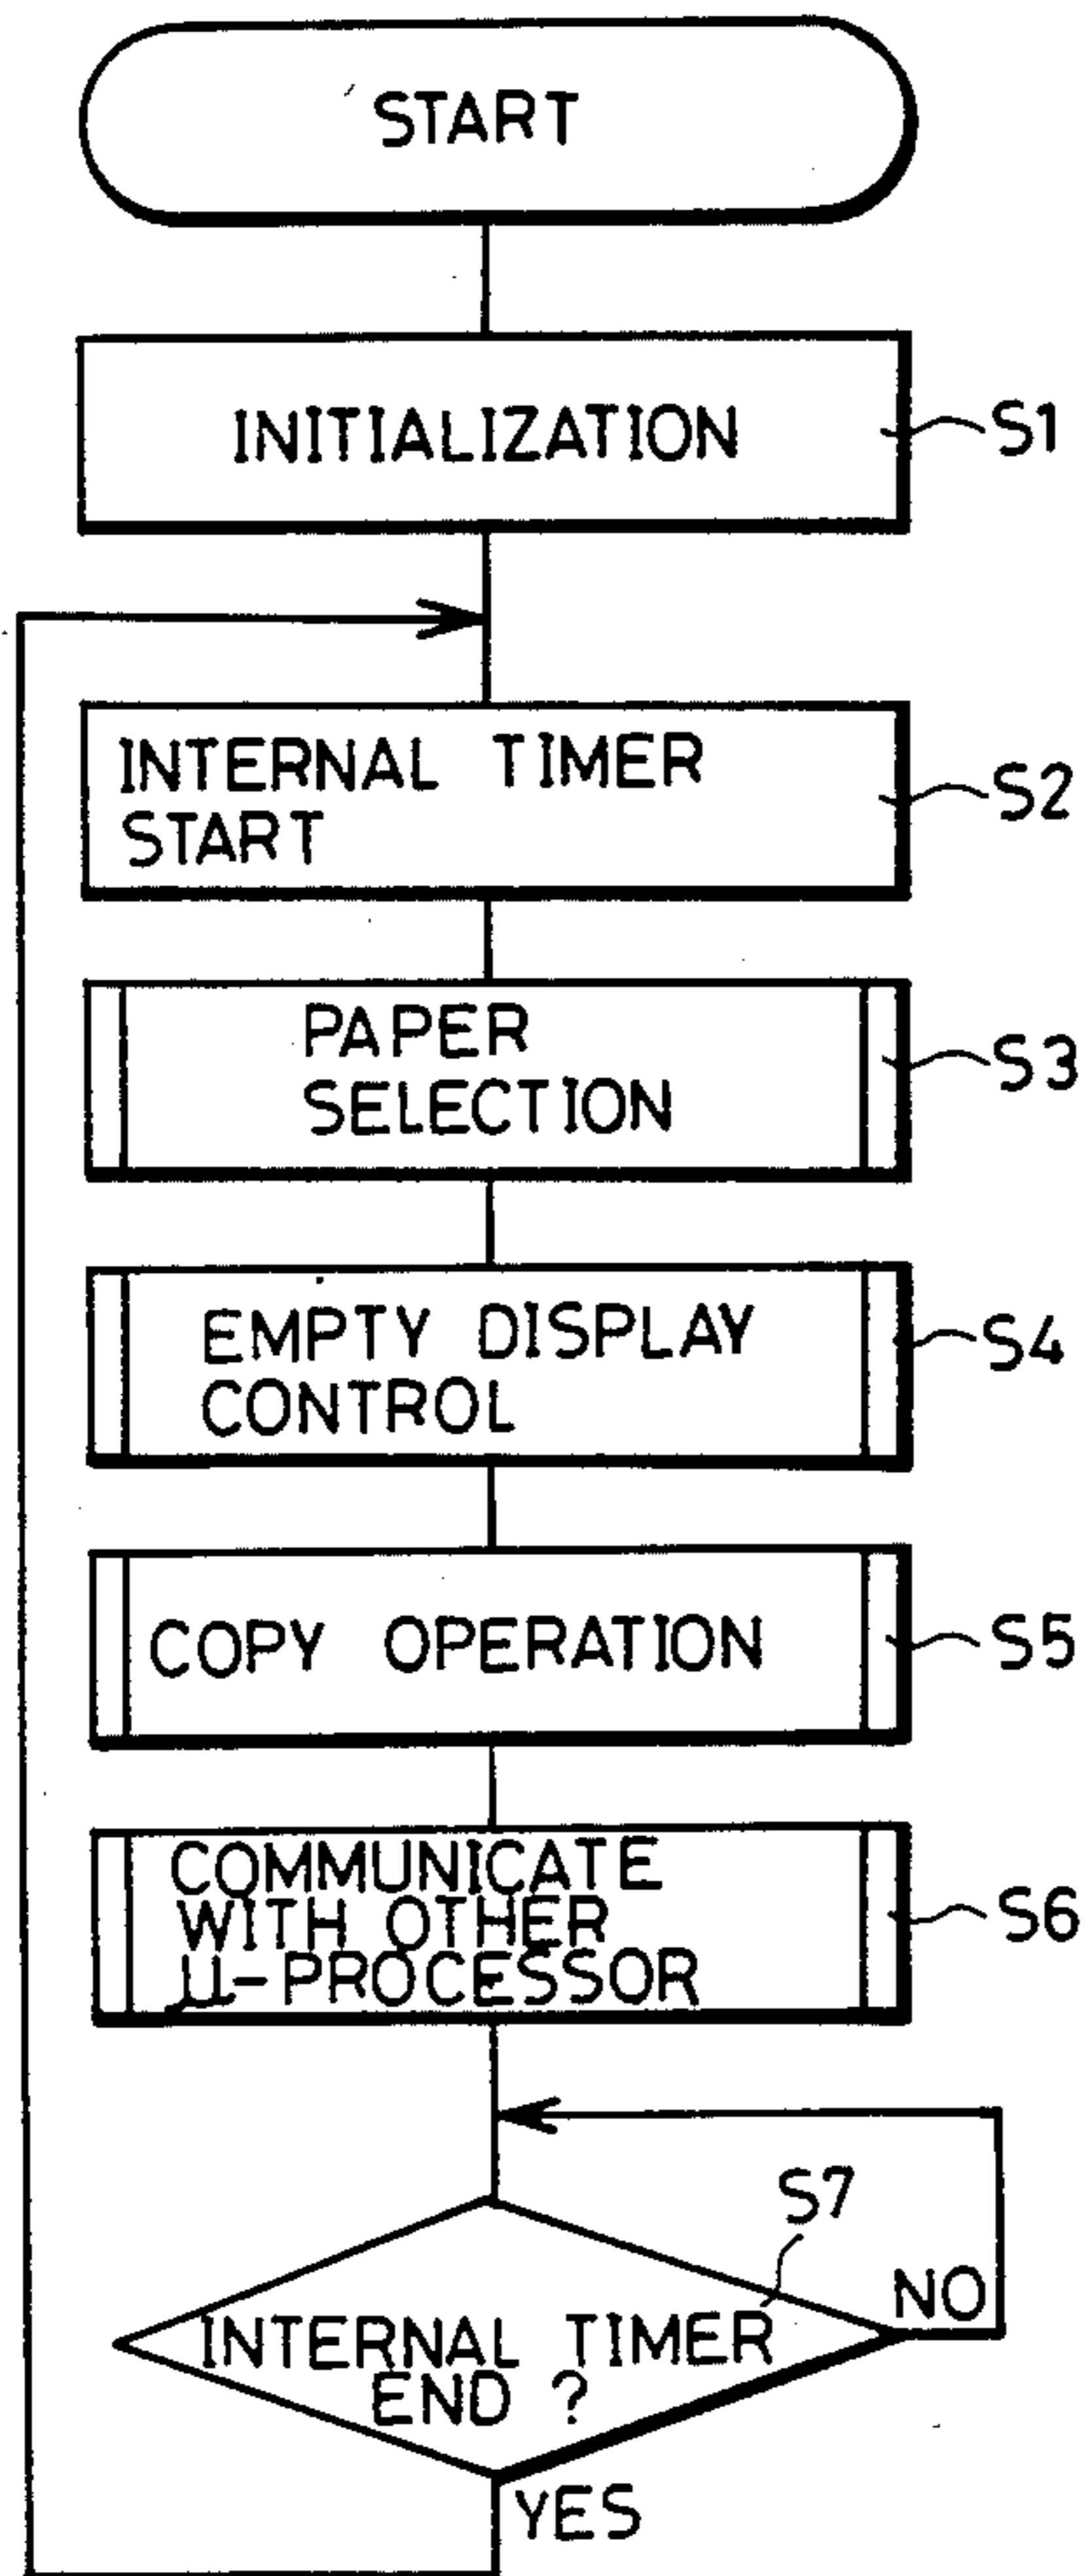 START
INITIALIZATION
S1
INTERNAL TIMER
START
S2
PAPER
SELECTION
S3
EMPTY DISPLAY
CONTROL
S4
COPY OPERATION
S5
COMMUNICATE
WITH OTHER
μ-PROCESSOR
S6
S7
NO
INTERNAL TIMER
END ?
YES